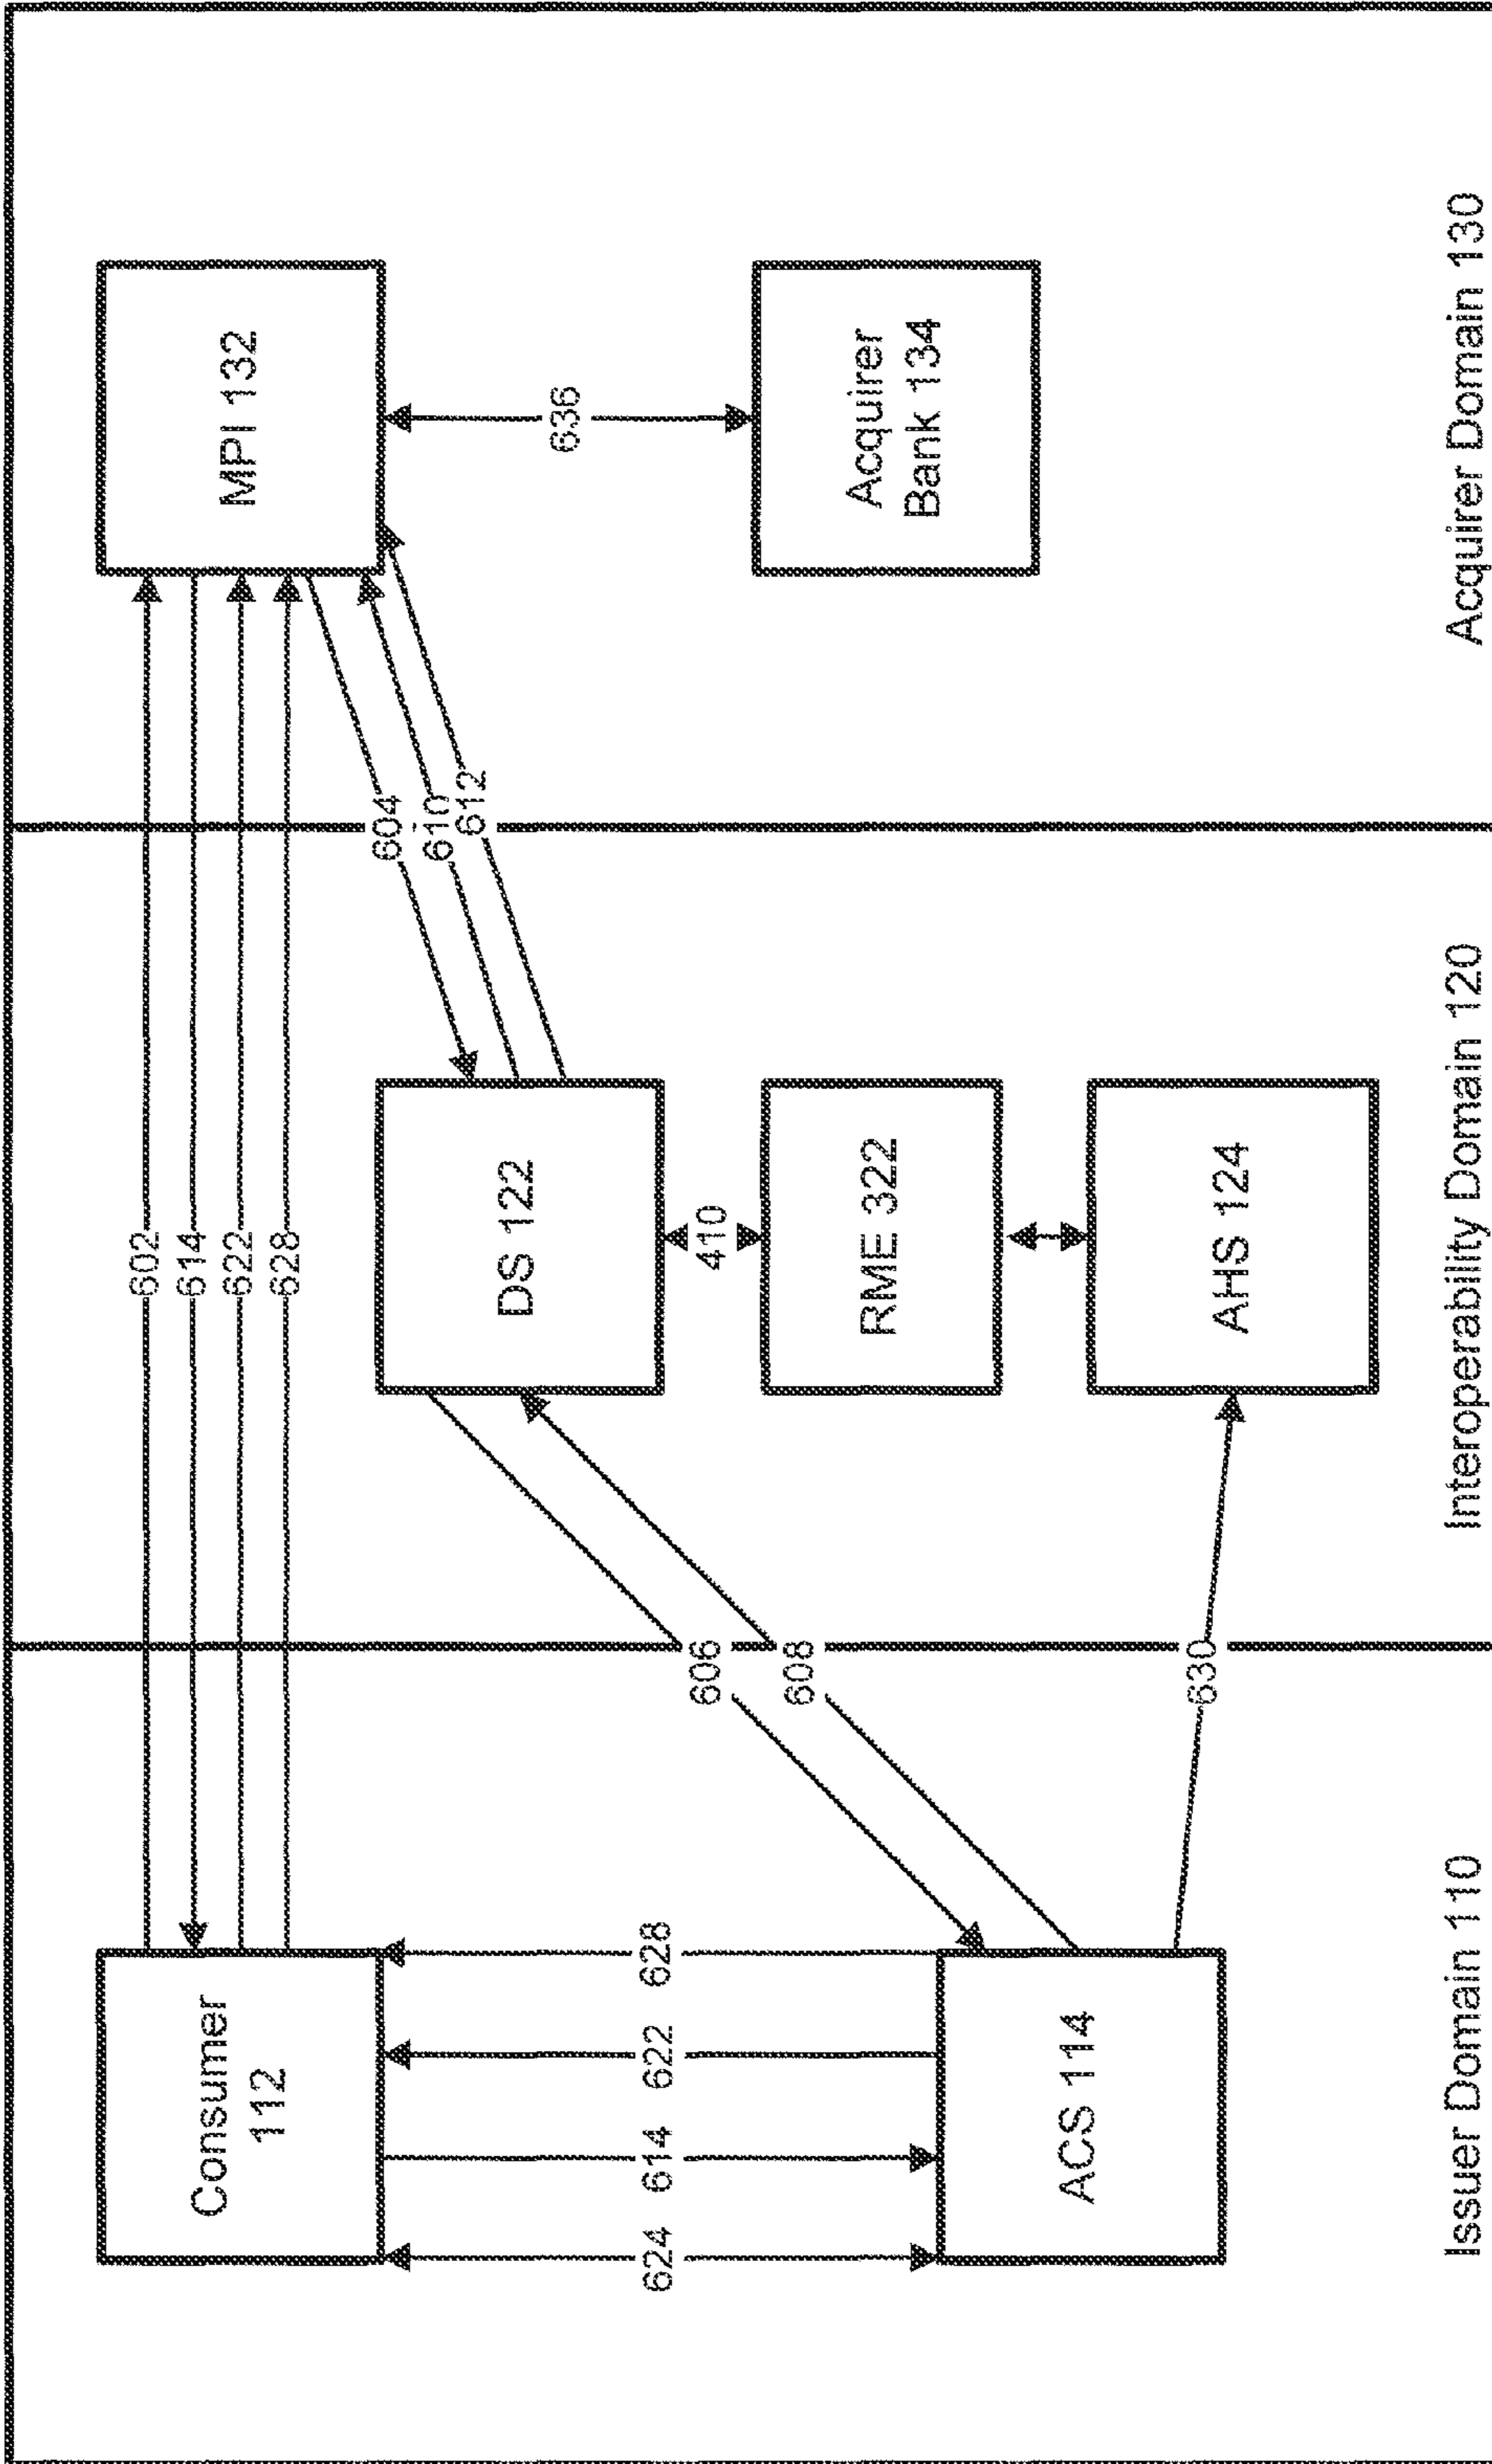 Consumer
112
MPI 132
602
614
622
628
604
610
612
DS 122
636
624
614
622
628
410
606
608
RME 322
Acquirer
Bank 134
ACS 114
AHS 124
630
Issuer Domain 110
Interoperability Domain 120
Acquirer Domain 130